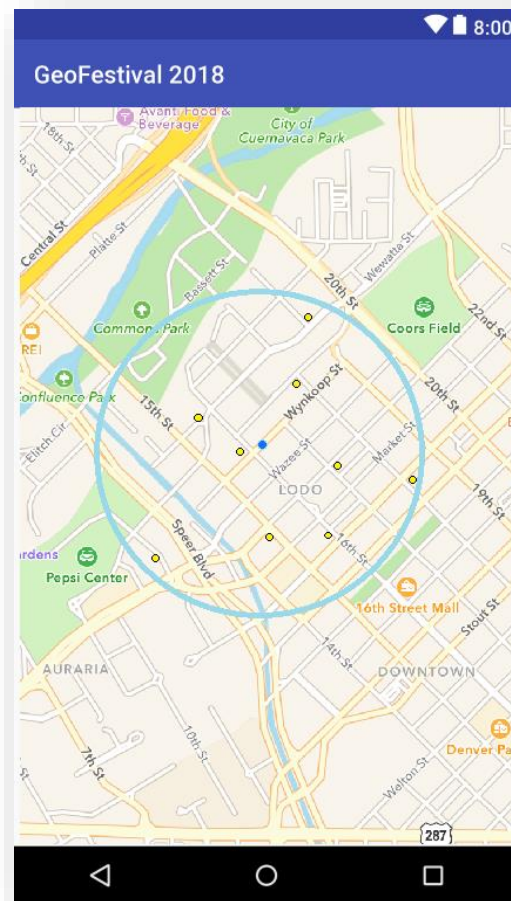 8:00
GeoFestival 2018
Avanti Food &
Beverage
18th St
City of
Cuernavaca Park
Central St
Platte St
Bassett St
Wewatta St
20th St
22nd St
Coors Field
REI
Commons Park
Confluence Park
15th St
Wynkoop St
20th St
Elitch Cir
Wazee St
Market St
LODO
19th St
Speer Blvd
16th St
Pepsi Center
16th Street Mall
Stout St
AURARIA
14th St
DOWNTOWN
10th St
7th St
Denver Pa
Welton St
287